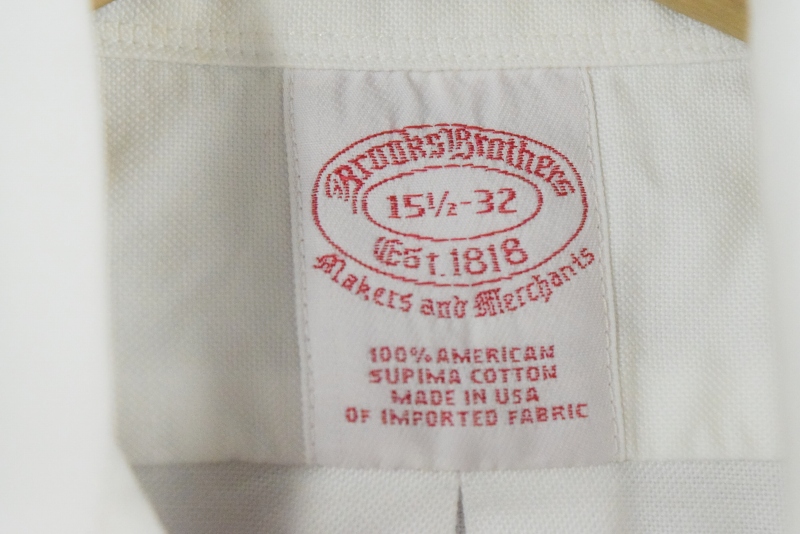 Brooks Brothers
15½-32
Est. 1818
Makers and Merchants
100% AMERICAN
SUPIMA COTTON
MADE IN USA
OF IMPORTED FABRIC